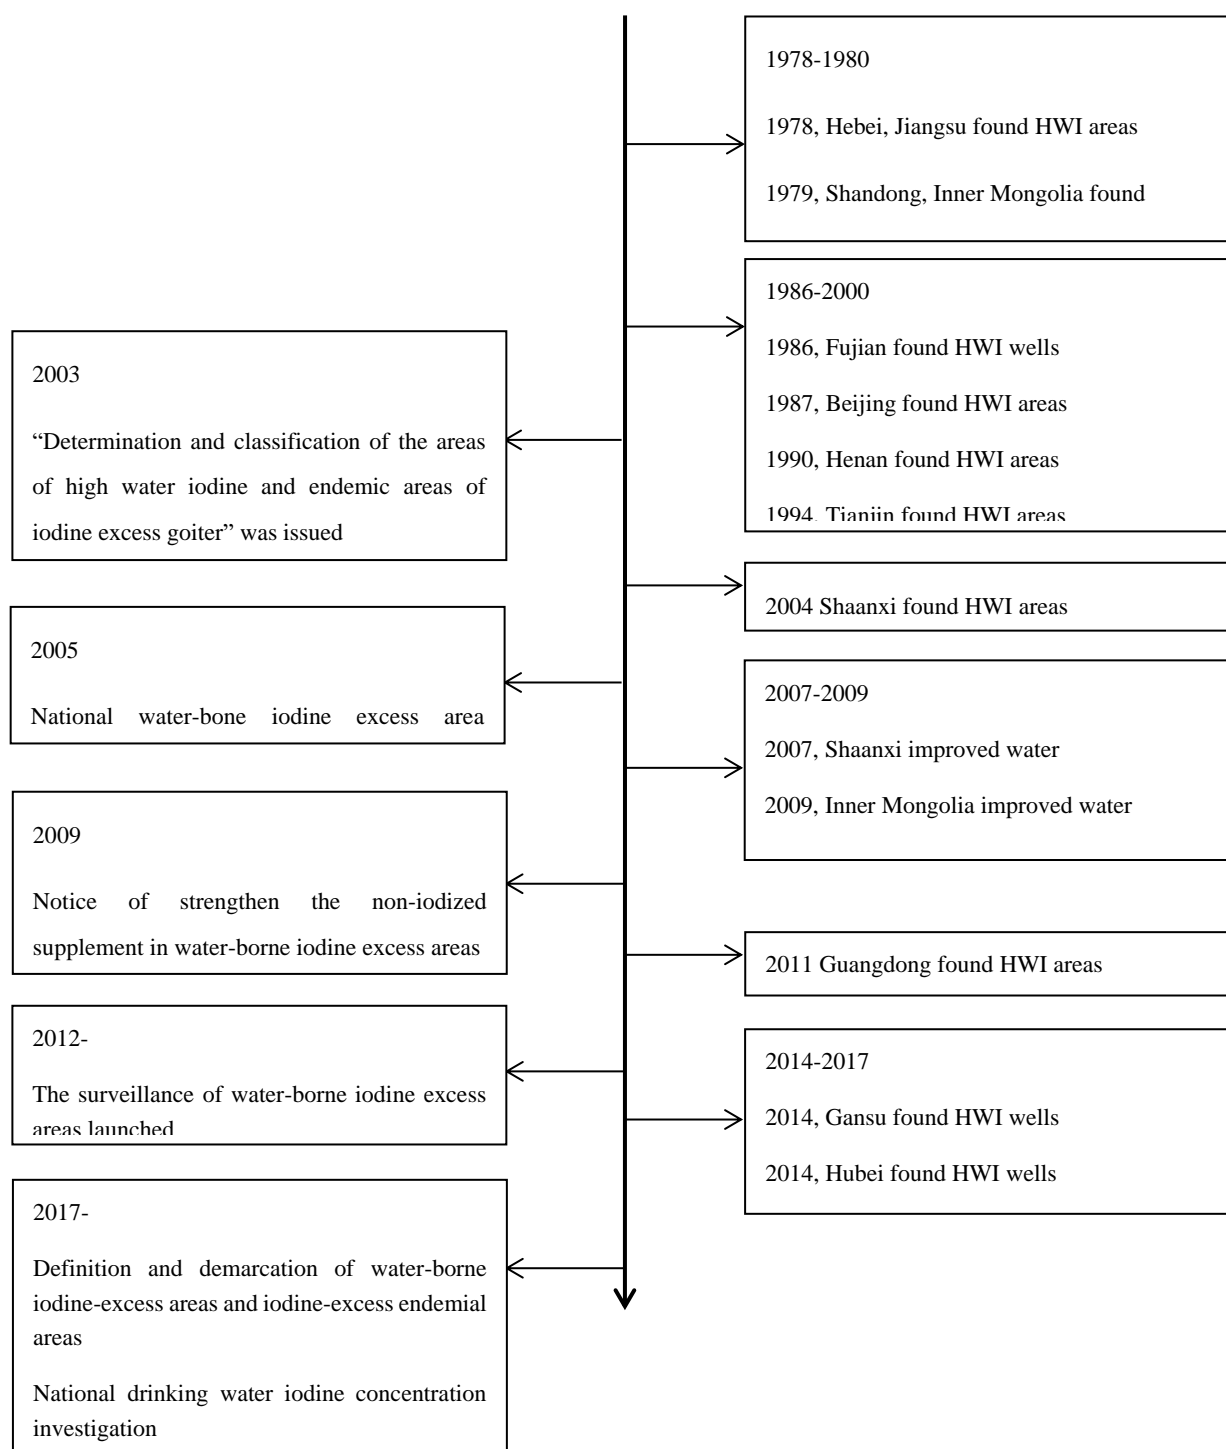 1978-1980
1978, Hebei, Jiangsu found HWI areas
1979, Shandong, Inner Mongolia found
1986-2000
1986, Fujian found HWI wells
1987, Beijing found HWI areas
1990, Henan found HWI areas
1994, Tianjin found HWI areas
2003
“Determination and classification of the areas
of high water iodine and endemic areas of
iodine excess goiter” was issued
2004 Shaanxi found HWI areas
2005
National water-bone iodine excess area
2007-2009
2007, Shaanxi improved water
2009, Inner Mongolia improved water
2009
Notice of strengthen the non-iodized
supplement in water-borne iodine excess areas
2011 Guangdong found HWI areas
2012-
The surveillance of water-borne iodine excess
areas launched
2014-2017
2014, Gansu found HWI wells
2014, Hubei found HWI wells
2017-
Definition and demarcation of water-borne
iodine-excess areas and iodine-excess endemial
areas
National drinking water iodine concentration
investigation